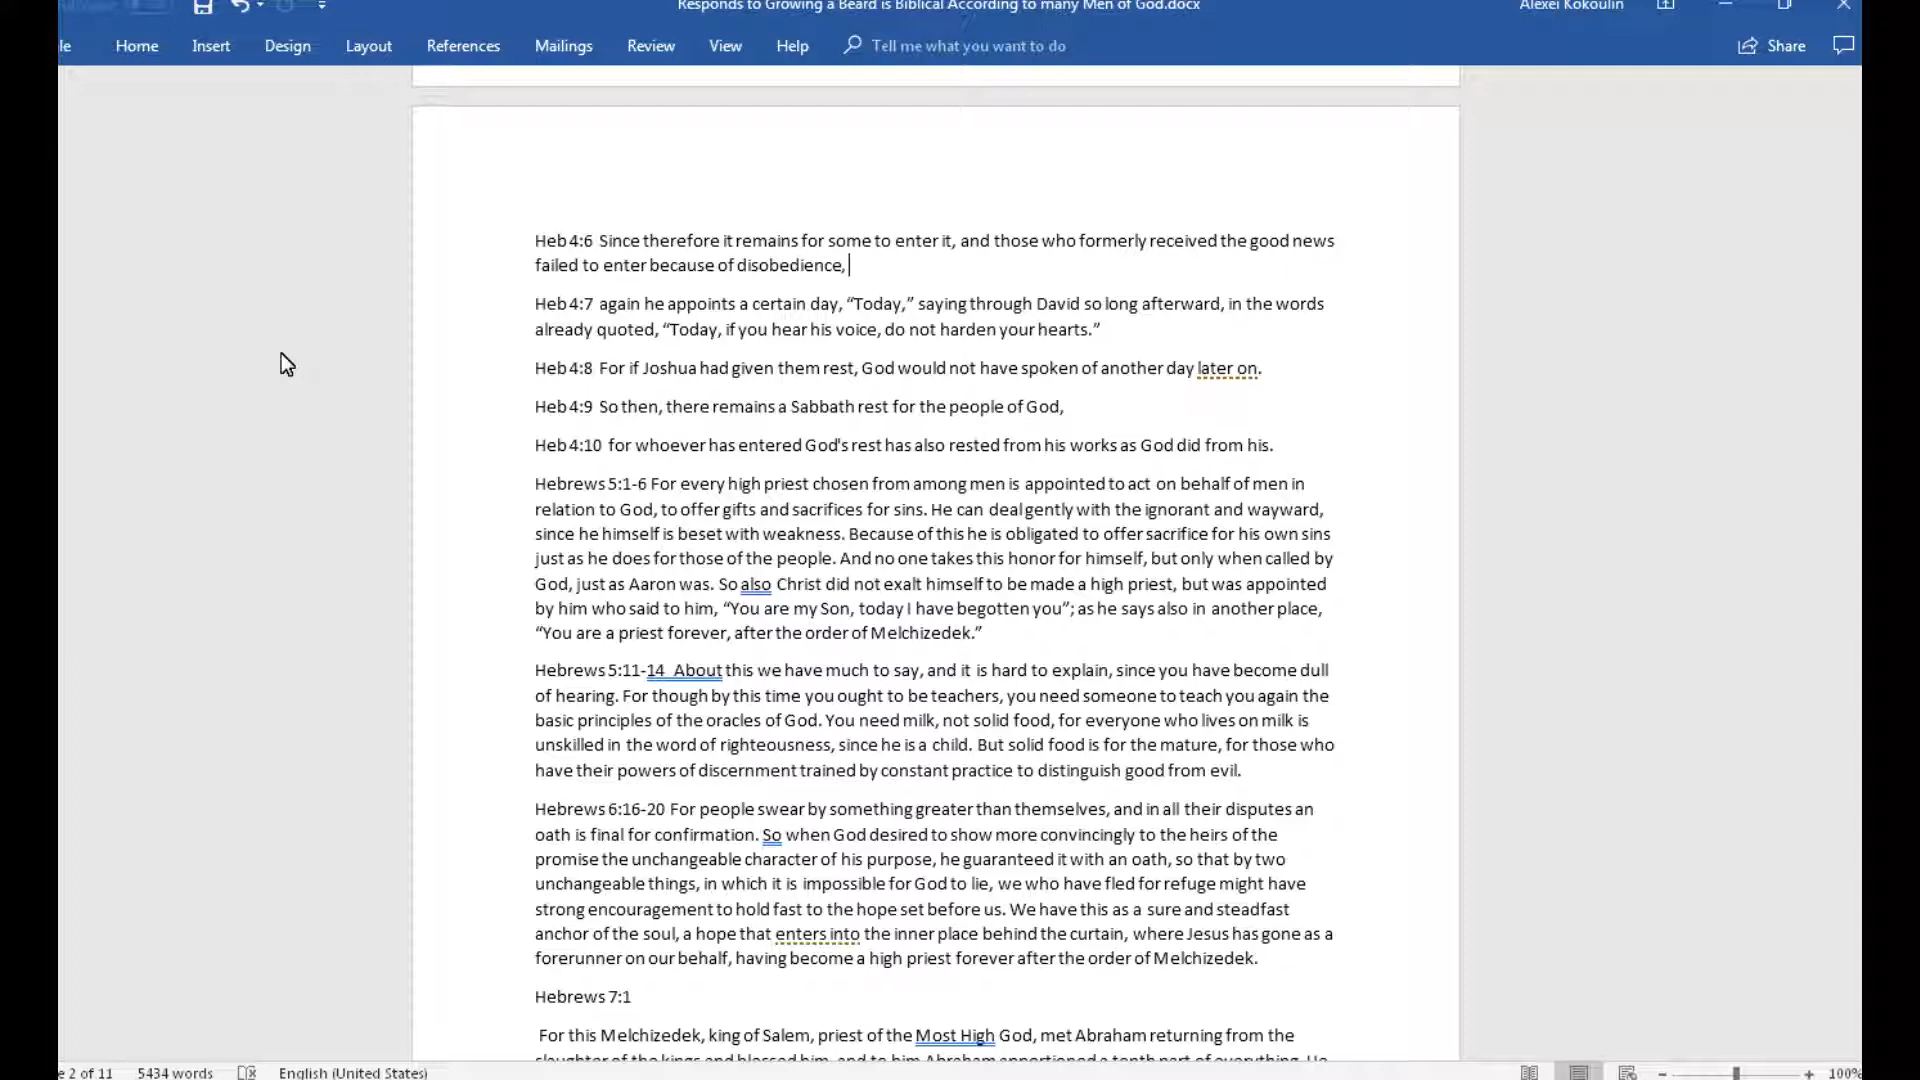 Responds to Growing a Beard is Biblical According to many Men of God.docx
Alexei Kokoulin
le Home Insert Design Layout References Mailings Review View Help Tell me what you want to do Share
Heb 4:6 Since therefore it remains for some to enter it, and those who formerly received the good news
failed to enter because of disobedience,
Heb 4:7 again he appoints a certain day, “Today,” saying through David so long afterward, in the words
already quoted, “Today, if you hear his voice, do not harden your hearts.”
Heb 4:8 For if Joshua had given them rest, God would not have spoken of another day later on.
Heb 4:9 So then, there remains a Sabbath rest for the people of God,
Heb 4:10 for whoever has entered God's rest has also rested from his works as God did from his.
Hebrews 5:1-6 For every high priest chosen from among men is appointed to act on behalf of men in
relation to God, to offer gifts and sacrifices for sins. He can deal gently with the ignorant and wayward,
since he himself is beset with weakness. Because of this he is obligated to offer sacrifice for his own sins
just as he does for those of the people. And no one takes this honor for himself, but only when called by
God, just as Aaron was. So also Christ did not exalt himself to be made a high priest, but was appointed
by him who said to him, “You are my Son, today I have begotten you”; as he says also in another place,
“You are a priest forever, after the order of Melchizedek.”
Hebrews 5:11-14 About this we have much to say, and it is hard to explain, since you have become dull
of hearing. For though by this time you ought to be teachers, you need someone to teach you again the
basic principles of the oracles of God. You need milk, not solid food, for everyone who lives on milk is
unskilled in the word of righteousness, since he is a child. But solid food is for the mature, for those who
have their powers of discernment trained by constant practice to distinguish good from evil.
Hebrews 6:16-20 For people swear by something greater than themselves, and in all their disputes an
oath is final for confirmation. So when God desired to show more convincingly to the heirs of the
promise the unchangeable character of his purpose, he guaranteed it with an oath, so that by two
unchangeable things, in which it is impossible for God to lie, we who have fled for refuge might have
strong encouragement to hold fast to the hope set before us. We have this as a sure and steadfast
anchor of the soul, a hope that enters into the inner place behind the curtain, where Jesus has gone as a
forerunner on our behalf, having become a high priest forever after the order of Melchizedek.
Hebrews 7:1
For this Melchizedek, king of Salem, priest of the Most High God, met Abraham returning from the
slaughter of the kings and blessed him, and to him Abraham apportioned a tenth part of everything. He
e 2 of 11 5434 words English (United States) 100%